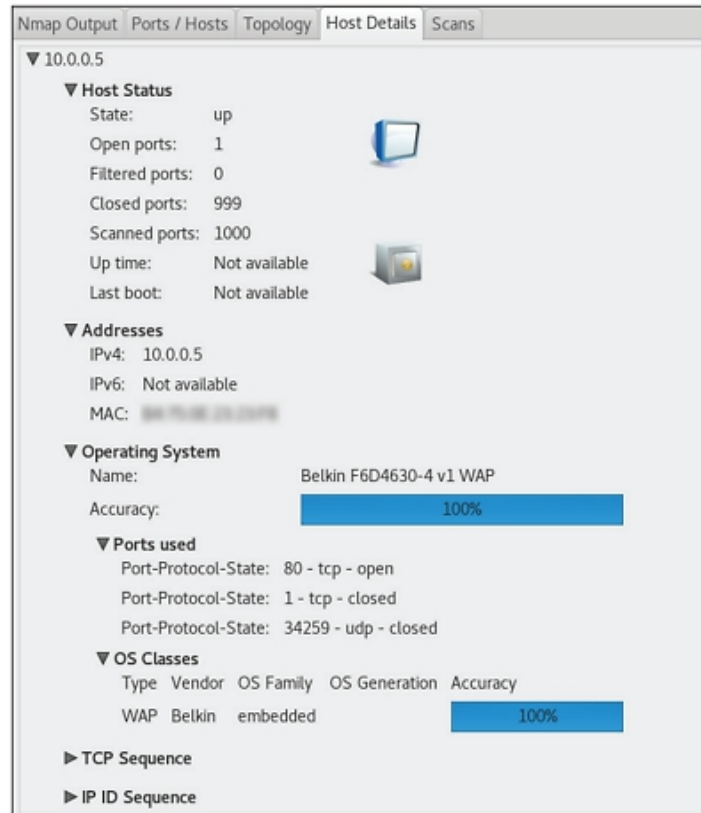 Nmap Output Ports / Hosts Topology Host Details Scans
10.0.0.5
Host Status
State: up
Open ports: 1
Filtered ports: 0
Closed ports: 999
Scanned ports: 1000
Up time: Not available
Last boot: Not available
Addresses
IPv4: 10.0.0.5
IPv6: Not available
MAC:
Operating System
Name: Belkin F6D4630-4 v1 WAP
Accuracy: 100%
Ports used
Port-Protocol-State: 80 - tcp - open
Port-Protocol-State: 1 - tcp - closed
Port-Protocol-State: 34259 - udp - closed
OS Classes
Type Vendor OS Family OS Generation Accuracy
WAP Belkin embedded 100%
TCP Sequence
IP ID Sequence